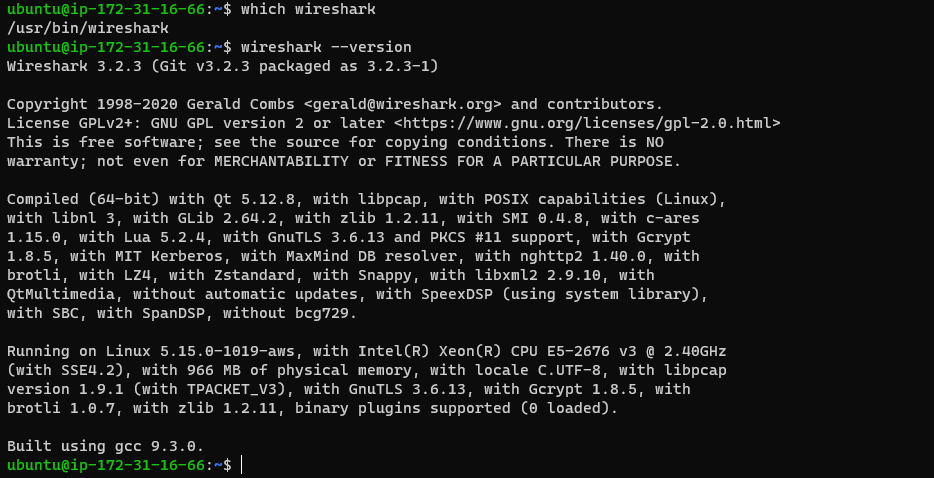 ubuntu@ip-172-31-16-66:~$ which wireshark
/usr/bin/wireshark
ubuntu@ip-172-31-16-66:~$ wireshark --version
Wireshark 3.2.3 (Git v3.2.3 packaged as 3.2.3-1)
Copyright 1998-2020 Gerald Combs <gerald@wireshark.org> and contributors.
License GPLv2+: GNU GPL version 2 or later <https://www.gnu.org/licenses/gpl-2.0.html>
This is free software; see the source for copying conditions. There is NO
warranty; not even for MERCHANTABILITY or FITNESS FOR A PARTICULAR PURPOSE.
Compiled (64-bit) with Qt 5.12.8, with libpcap, with POSIX capabilities (Linux),
with libnl 3, with GLib 2.64.2, with zlib 1.2.11, with SMI 0.4.8, with c-ares
1.15.0, with Lua 5.2.4, with GnuTLS 3.6.13 and PKCS #11 support, with Gcrypt
1.8.5, with MIT Kerberos, with MaxMind DB resolver, with nghttp2 1.40.0, with
brotli, with LZ4, with Zstandard, with Snappy, with libxml2 2.9.10, with
QtMultimedia, without automatic updates, with SpeexDSP (using system library),
with SBC, with SpanDSP, without bcg729.
Running on Linux 5.15.0-1019-aws, with Intel(R) Xeon(R) CPU E5-2676 v3 @ 2.40GHz
(with SSE4.2), with 966 MB of physical memory, with locale C.UTF-8, with libpcap
version 1.9.1 (with TPACKET_V3), with GnuTLS 3.6.13, with Gcrypt 1.8.5, with
brotli 1.0.7, with zlib 1.2.11, binary plugins supported (0 loaded).
Built using gcc 9.3.0.
ubuntu@ip-172-31-16-66:~$